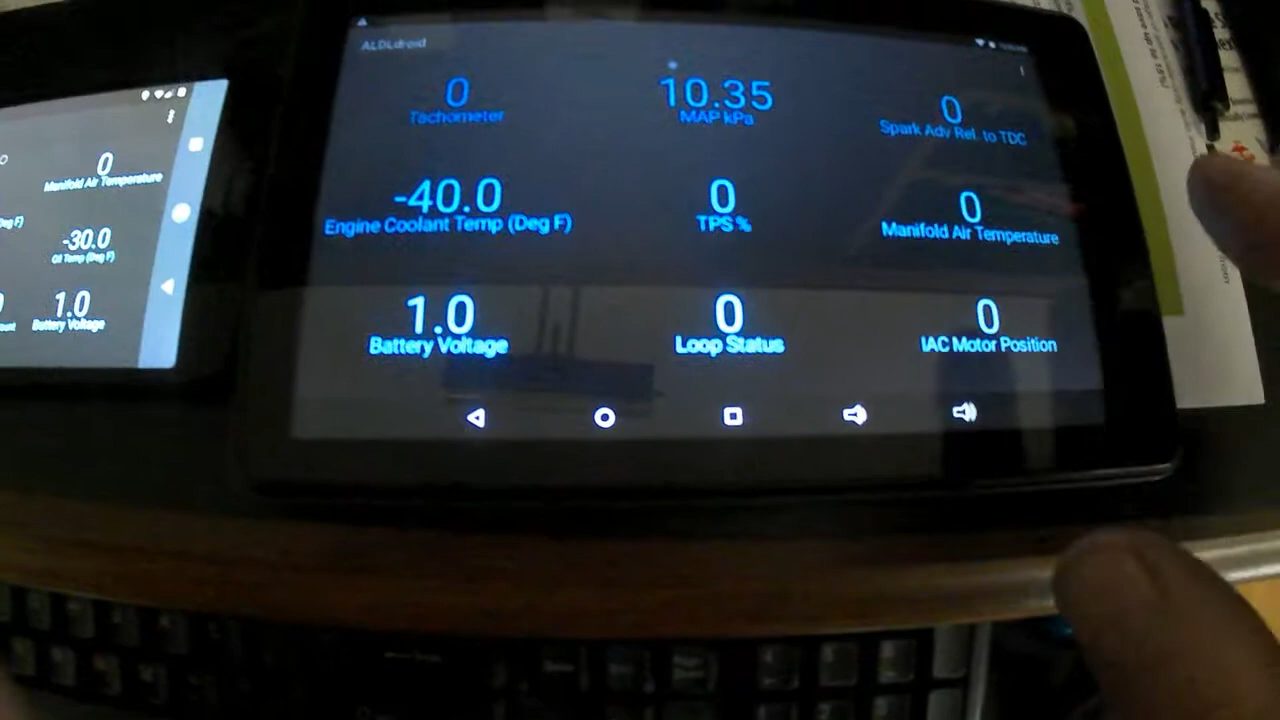 ALDLdroid
0
Tachometer
10.35
MAP kPa
0
Spark Adv Rel. to TDC
-40.0
Engine Coolant Temp (Deg F)
0
TPS %
0
Manifold Air Temperature
1.0
Battery Voltage
0
Loop Status
0
IAC Motor Position
0
Manifold Air Temperature
-30.0
Oil Temp (Deg F)
1.0
Battery Voltage